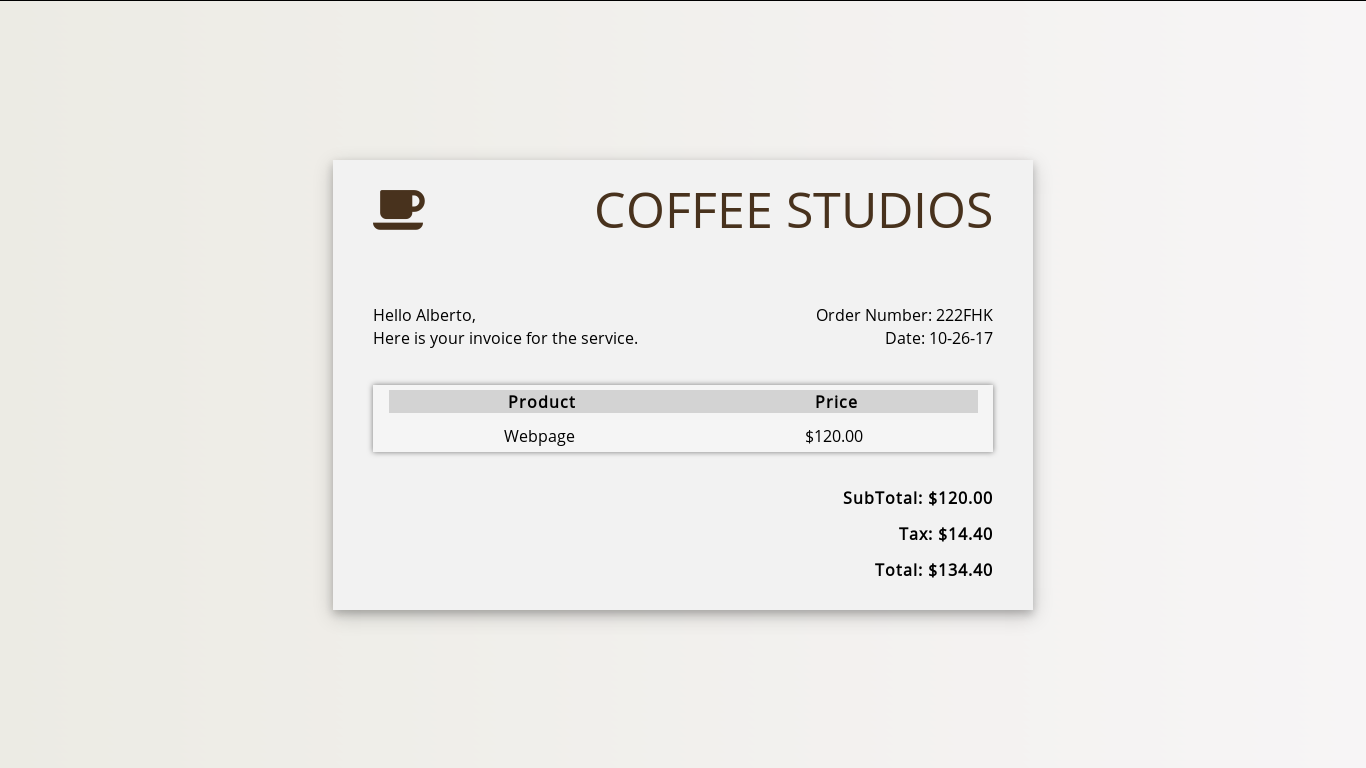 COFFEE STUDIOS
Hello Alberto,
Here is your invoice for the service.
Order Number: 222FHK
Date: 10-26-17
Product Price
Webpage $120.00
SubTotal: $120.00
Tax: $14.40
Total: $134.40